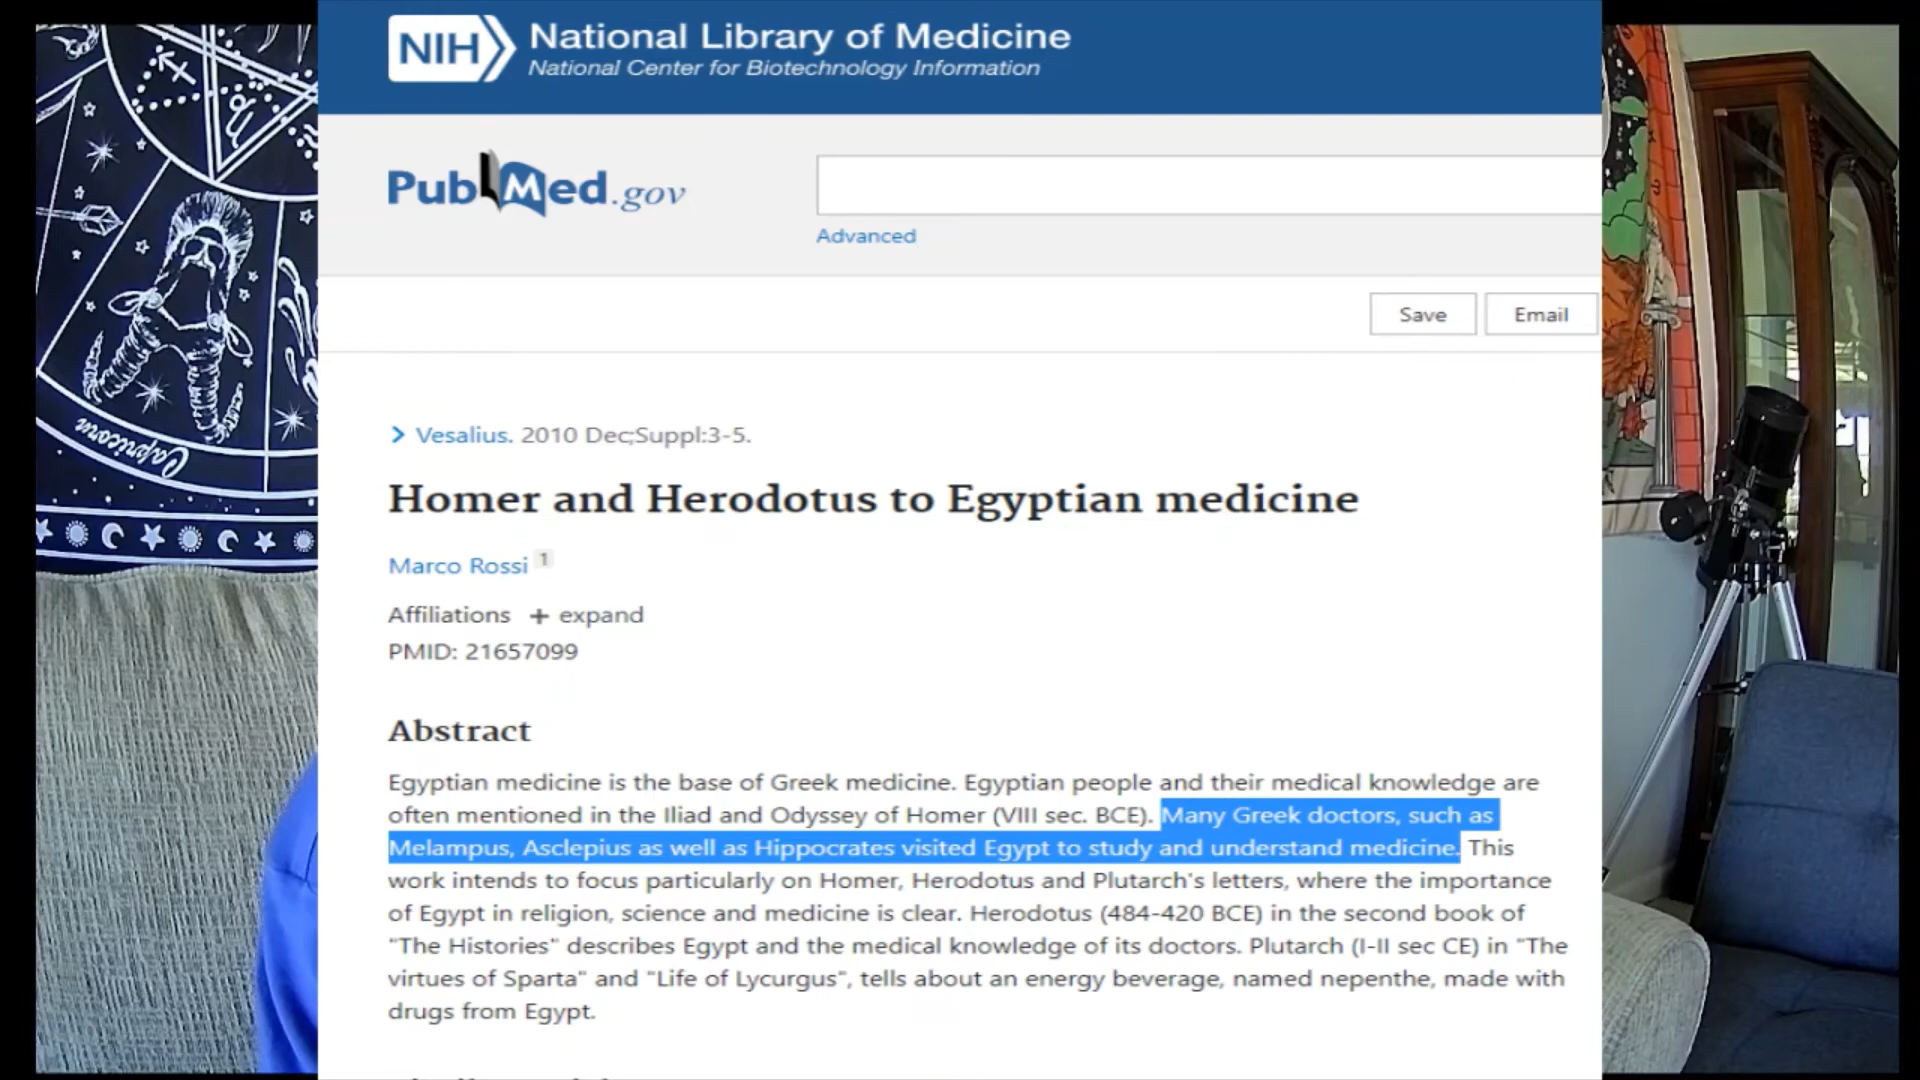 NIH
National Library of Medicine
National Center for Biotechnology Information
PubMed.gov
Advanced
Save
Email
Vesalius. 2010 Dec;Suppl:3-5.
Homer and Herodotus to Egyptian medicine
Marco Rossi 1
Affiliations + expand
PMID: 21657099
Abstract
Egyptian medicine is the base of Greek medicine. Egyptian people and their medical knowledge are
often mentioned in the Iliad and Odyssey of Homer (VIII sec. BCE). Many Greek doctors, such as
Melampus, Asclepius as well as Hippocrates visited Egypt to study and understand medicine. This
work intends to focus particularly on Homer, Herodotus and Plutarch's letters, where the importance
of Egypt in religion, science and medicine is clear. Herodotus (484-420 BCE) in the second book of
"The Histories" describes Egypt and the medical knowledge of its doctors. Plutarch (I-II sec CE) in "The
virtues of Sparta" and "Life of Lycurgus", tells about an energy beverage, named nepenthe, made with
drugs from Egypt.
Capricorn